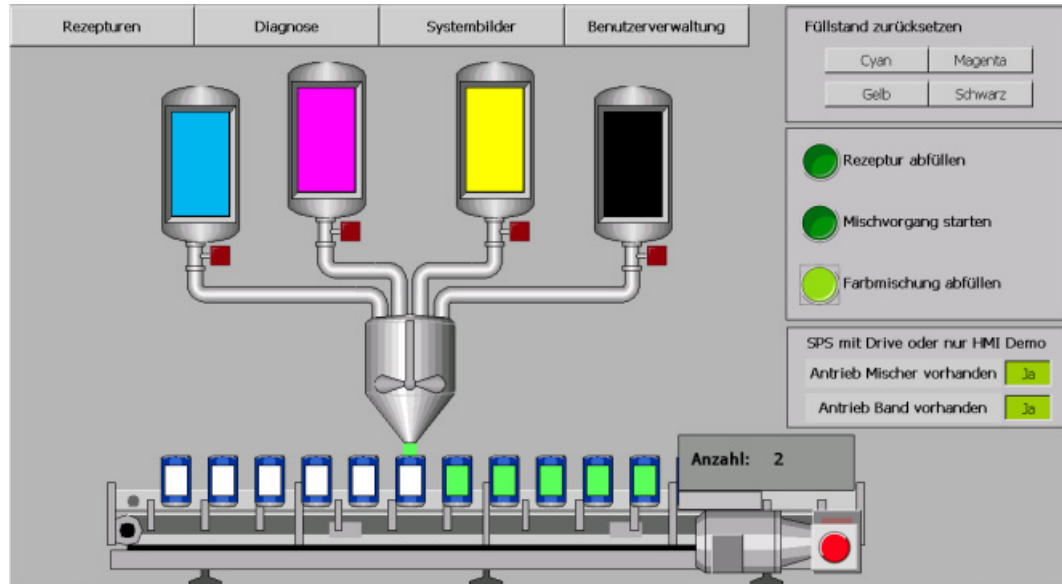 Rezepturen
Diagnose
Systembilder
Benutzerverwaltung
Füllstand zurücksetzen
Cyan
Magenta
Gelb
Schwarz
Rezeptur abfüllen
Mischvorgang starten
Farbmischung abfüllen
SPS mit Drive oder nur HMI Demo
Antrieb Mischer vorhanden Ja
Antrieb Band vorhanden Ja
Anzahl: 2